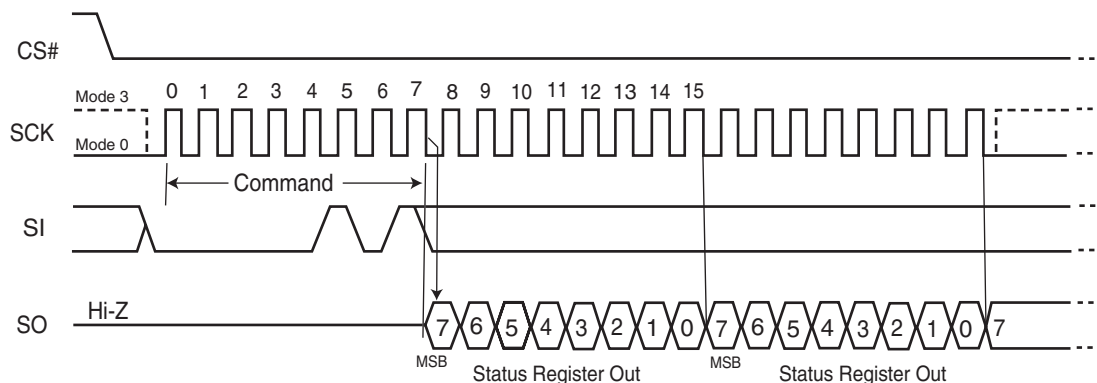 CS#
Mode 3
0 1 2 3 4 5 6 7 8 9 10 11 12 13 14 15
SCK
Mode 0
Command
SI
Hi-Z
SO
7 6 5 4 3 2 1 0 7 6 5 4 3 2 1 0 7
MSB
MSB
Status Register Out
Status Register Out